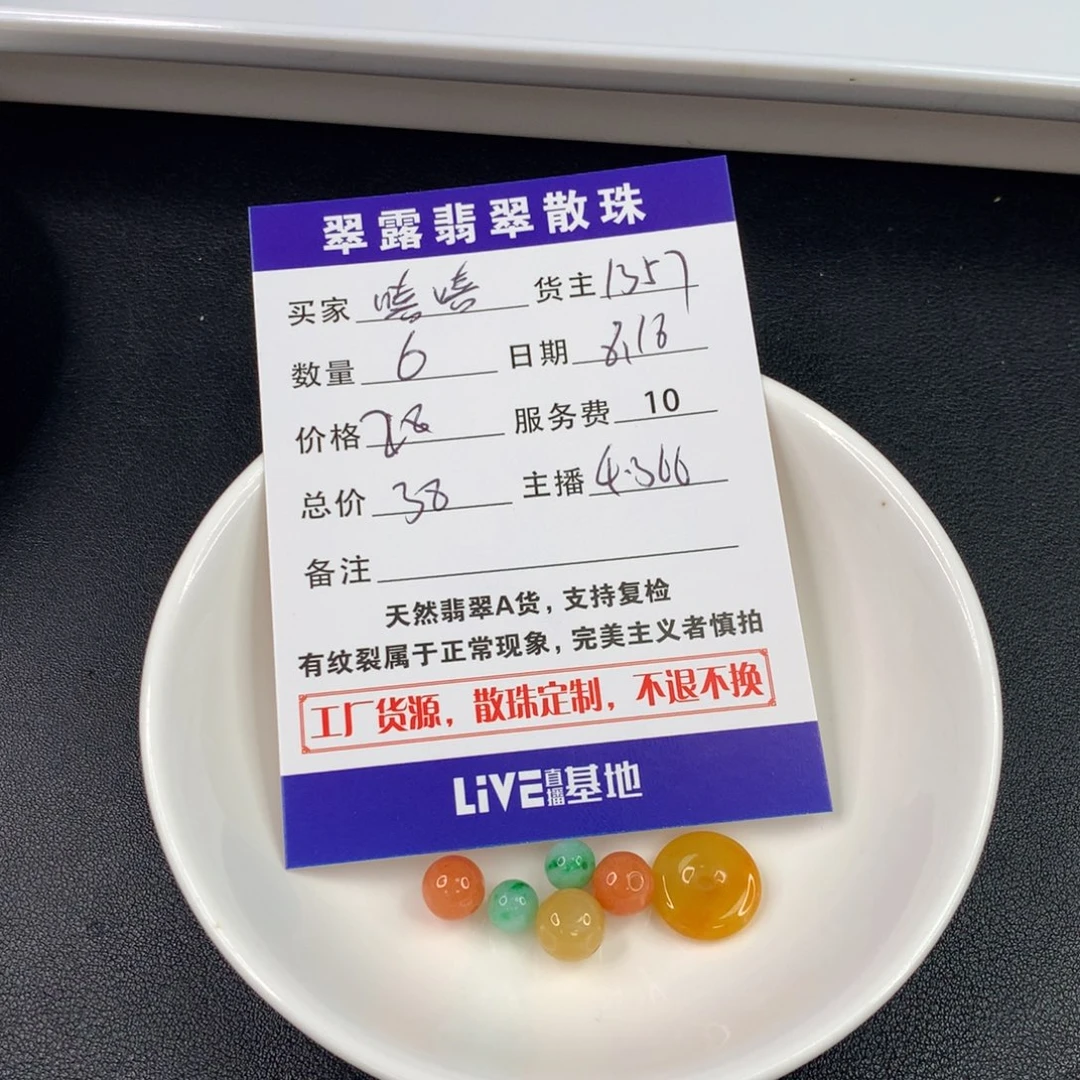 翠露翡翠散珠
买家 嘻嘻 货主 1357
数量 6 日期 8,18
价格 28 服务费 10
总价 38 主播 4.366
备注
天然翡翠A货，支持复检
有纹裂属于正常现象，完美主义者慎拍
工厂货源，散珠定制，不退不换
LiVE直播基地